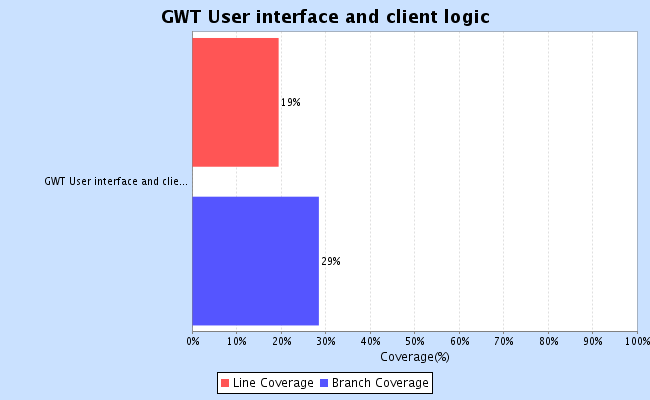 GWT User interface and client logic
19%
GWT User interface and clie...
29%
0% 10% 20% 30% 40% 50% 60% 70% 80% 90% 100%
Coverage(%)
Line Coverage Branch Coverage